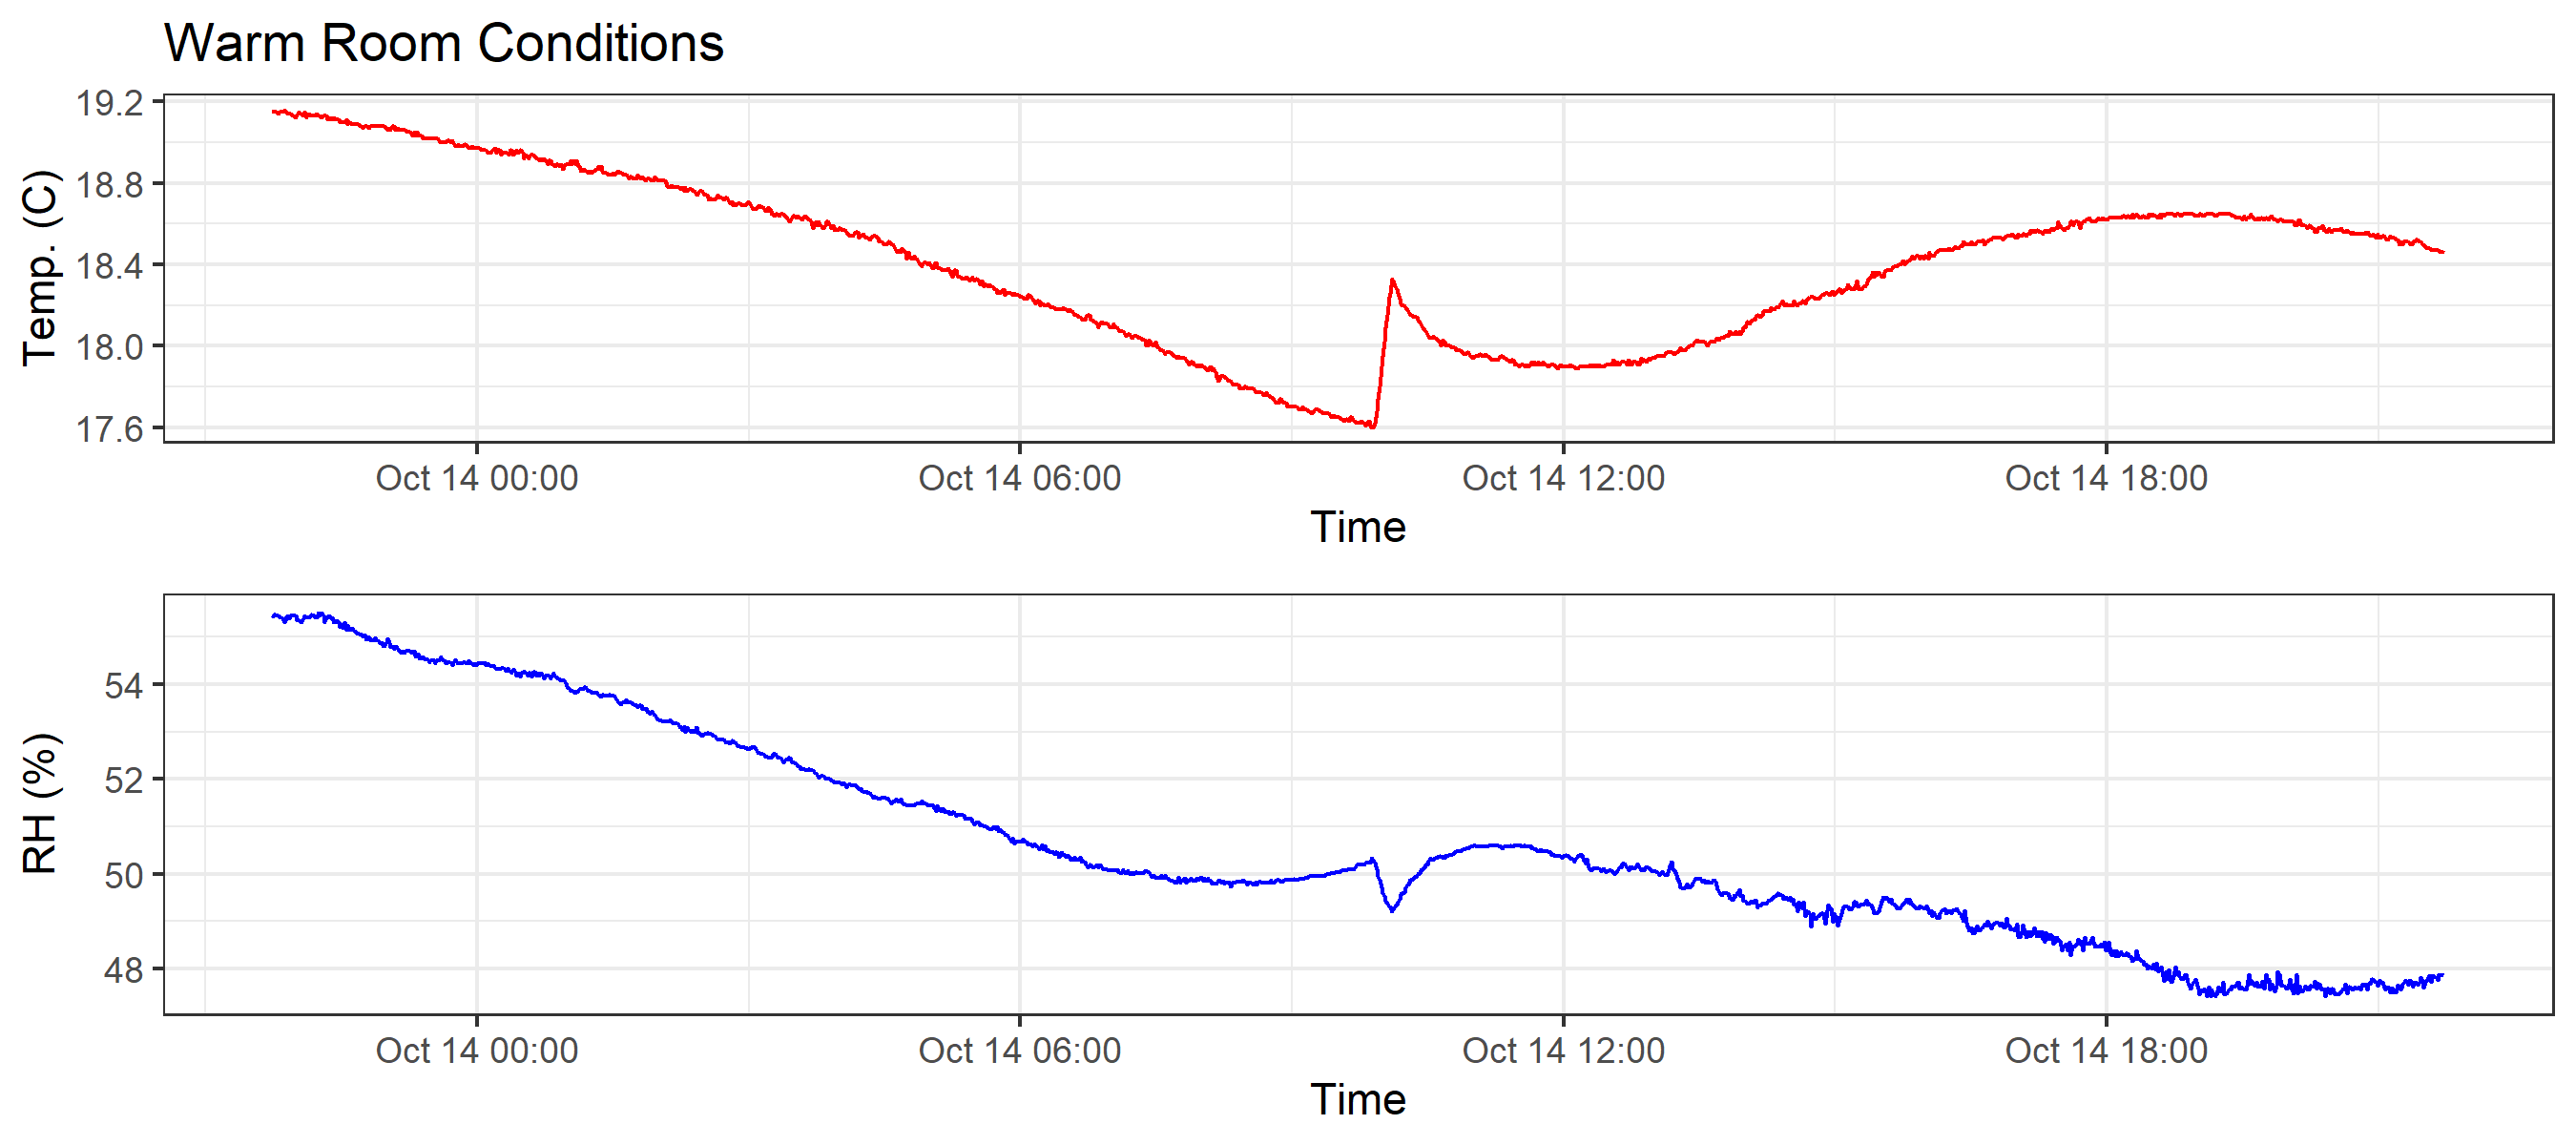 Warm Room Conditions
19.2
18.8
18.4
18.0
17.6
Temp. (C)
Oct 14 00:00 Oct 14 06:00 Oct 14 12:00 Oct 14 18:00
Time
54
52
50
48
RH (%)
Oct 14 00:00 Oct 14 06:00 Oct 14 12:00 Oct 14 18:00
Time